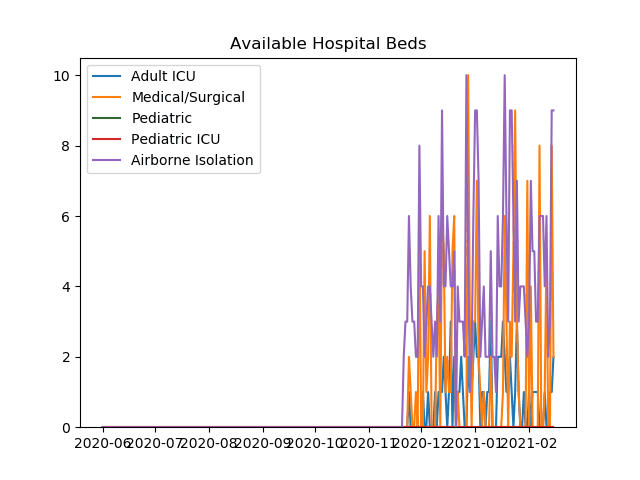 Available Hospital Beds
10
8
6
4
2
0
Adult ICU
Medical/Surgical
Pediatric
Pediatric ICU
Airborne Isolation
2020-06 2020-07 2020-08 2020-09 2020-10 2020-11 2020-12 2021-01 2021-02